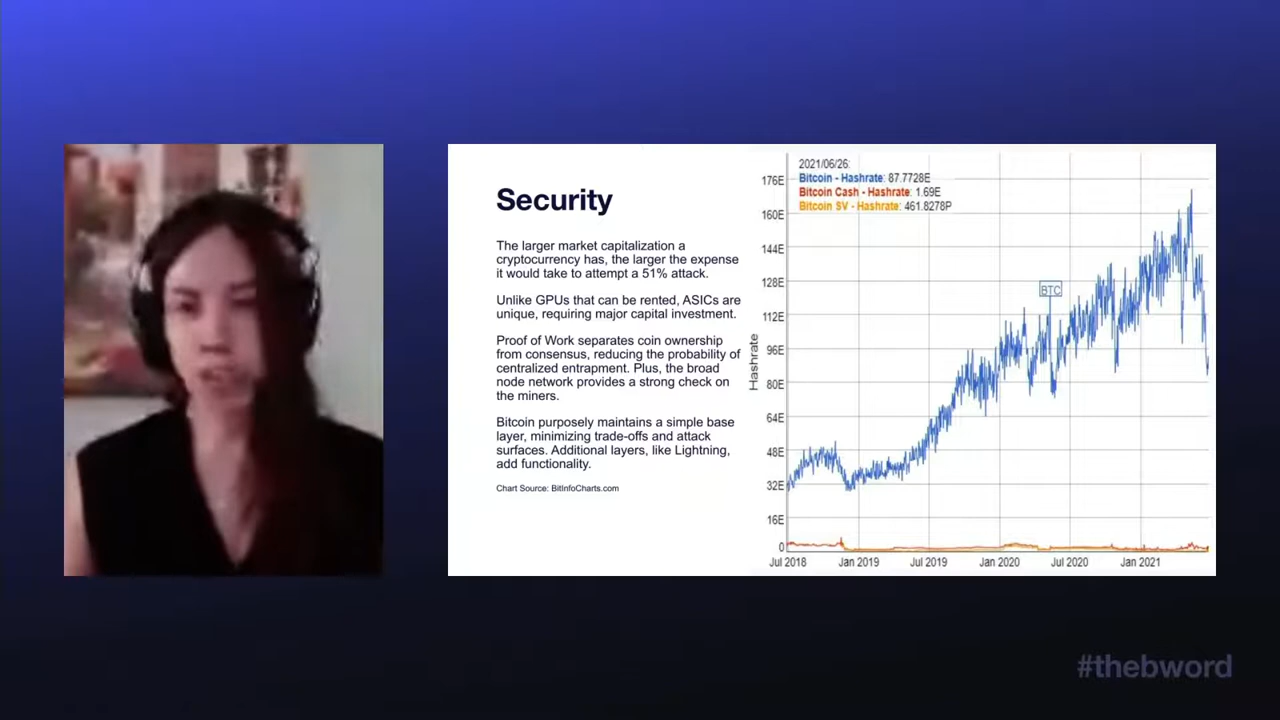 Security
The larger market capitalization a
cryptocurrency has, the larger the expense
it would take to attempt a 51% attack.
Unlike GPUs that can be rented, ASICs are
unique, requiring major capital investment.
Proof of Work separates coin ownership
from consensus, reducing the probability of
centralized entrapment. Plus, the broad
node network provides a strong check on
the miners.
Bitcoin purposely maintains a simple base
layer, minimizing trade-offs and attack
surfaces. Additional layers, like Lightning,
add functionality.
Chart Source: BitInfoCharts.com
2021/06/26:
Bitcoin - Hashrate: 87.7728E
Bitcoin Cash - Hashrate: 1.69E
Bitcoin SV - Hashrate: 461.8278P
176E
160E
144E
128E
112E
96E
80E
64E
48E
32E
16E
0
Hashrate
BTC
Jul 2018 Jan 2019 Jul 2019 Jan 2020 Jul 2020 Jan 2021
#thebword